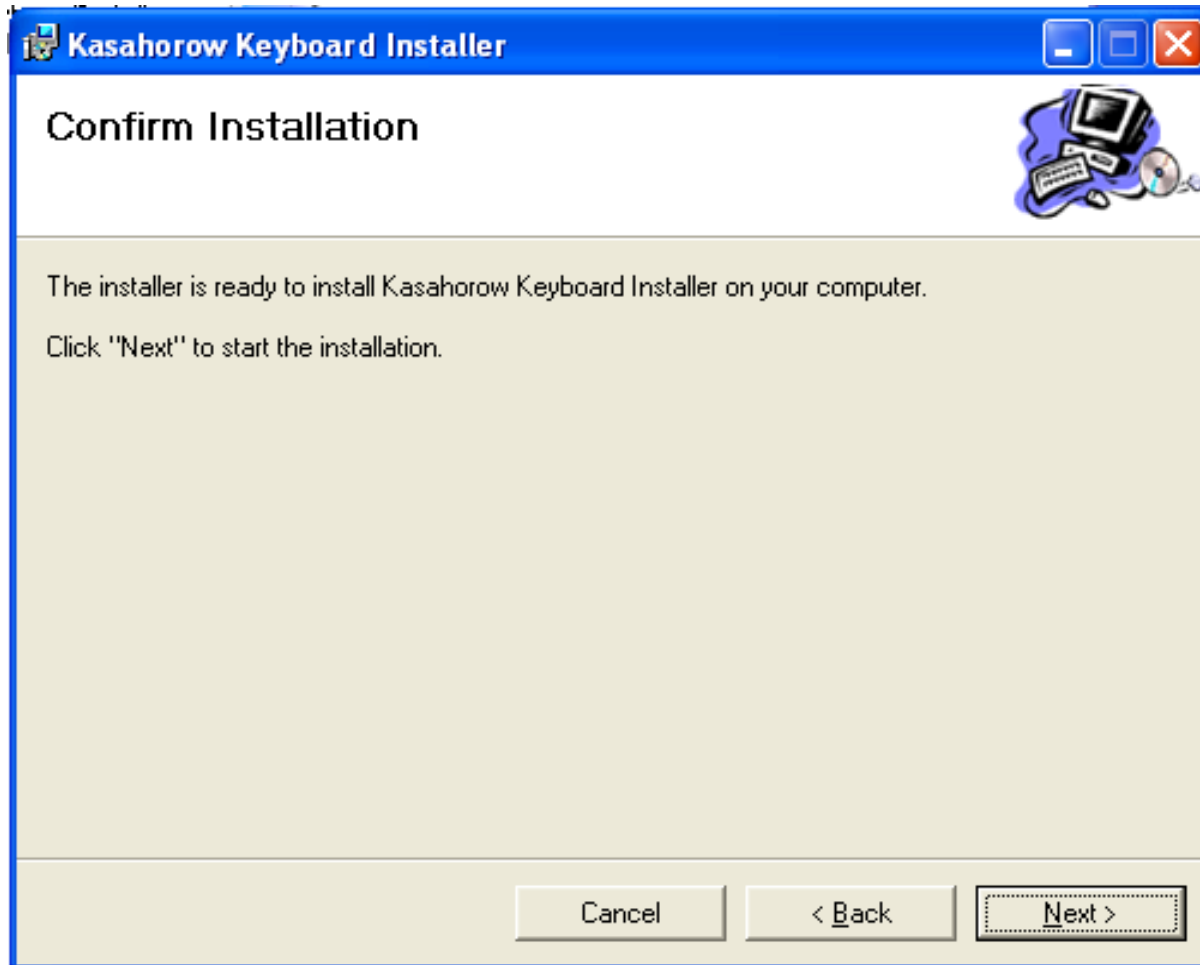 Kasahorow Keyboard Installer
Confirm Installation
The installer is ready to install Kasahorow Keyboard Installer on your computer.
Click "Next" to start the installation.
Cancel
< Back
Next >